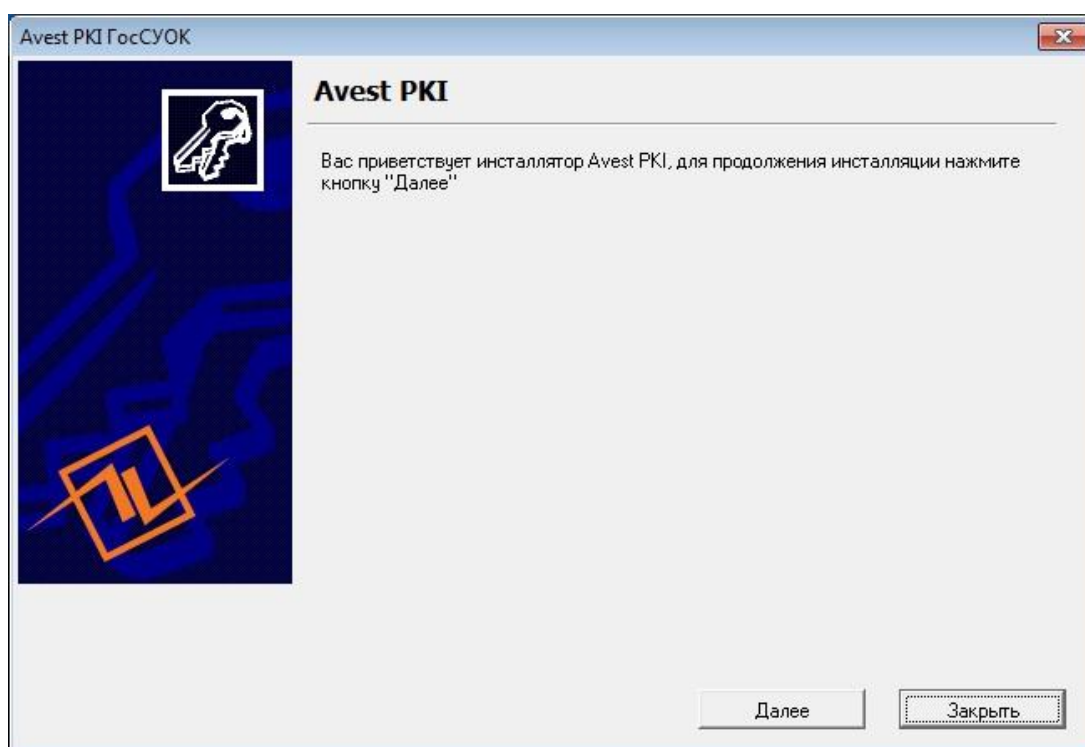 Avest PKI ГосСУОК
Avest PKI
Вас приветствует инсталлятор Avest PKI, для продолжения инсталляции нажмите
кнопку "Далее"
Далее
Закрыть